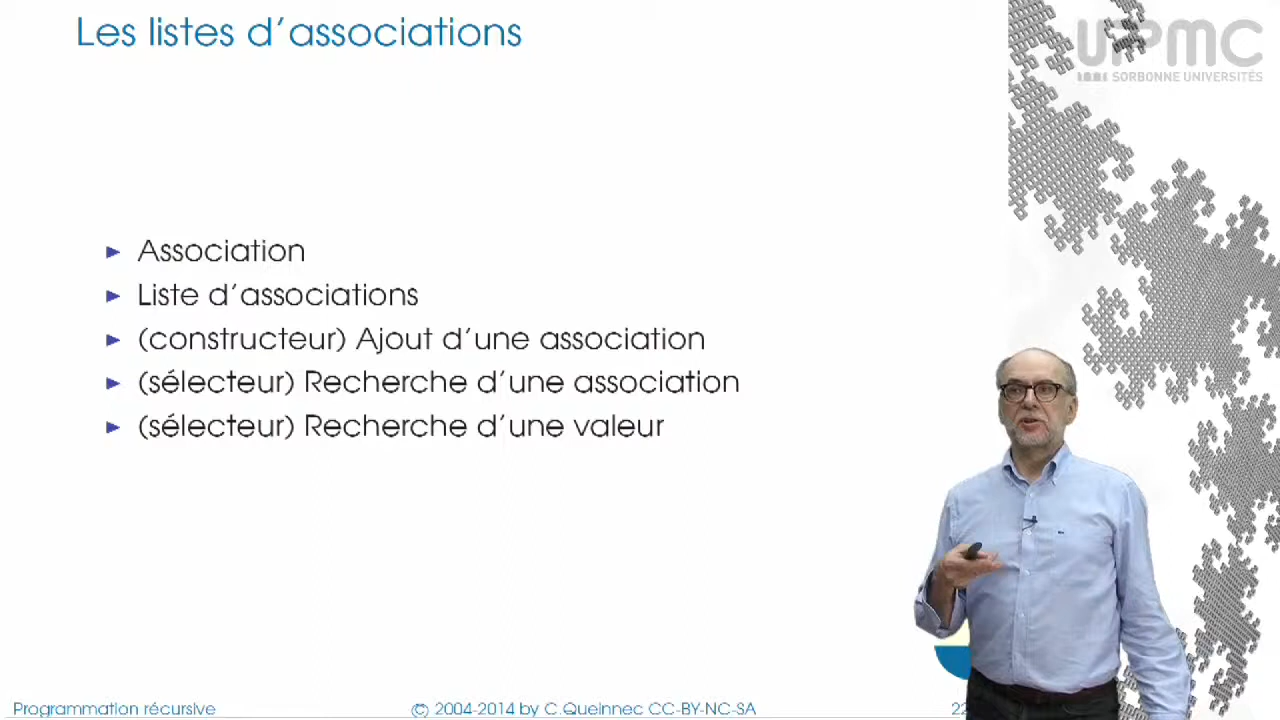 Les listes d'associations
UPMC
SORBONNE UNIVERSITÉS
► Association
► Liste d'associations
► (constructeur) Ajout d'une association
► (sélecteur) Recherche d'une association
► (sélecteur) Recherche d'une valeur
Programmation récursive © 2004-2014 by C.Queinnec CC-BY-NC-SA